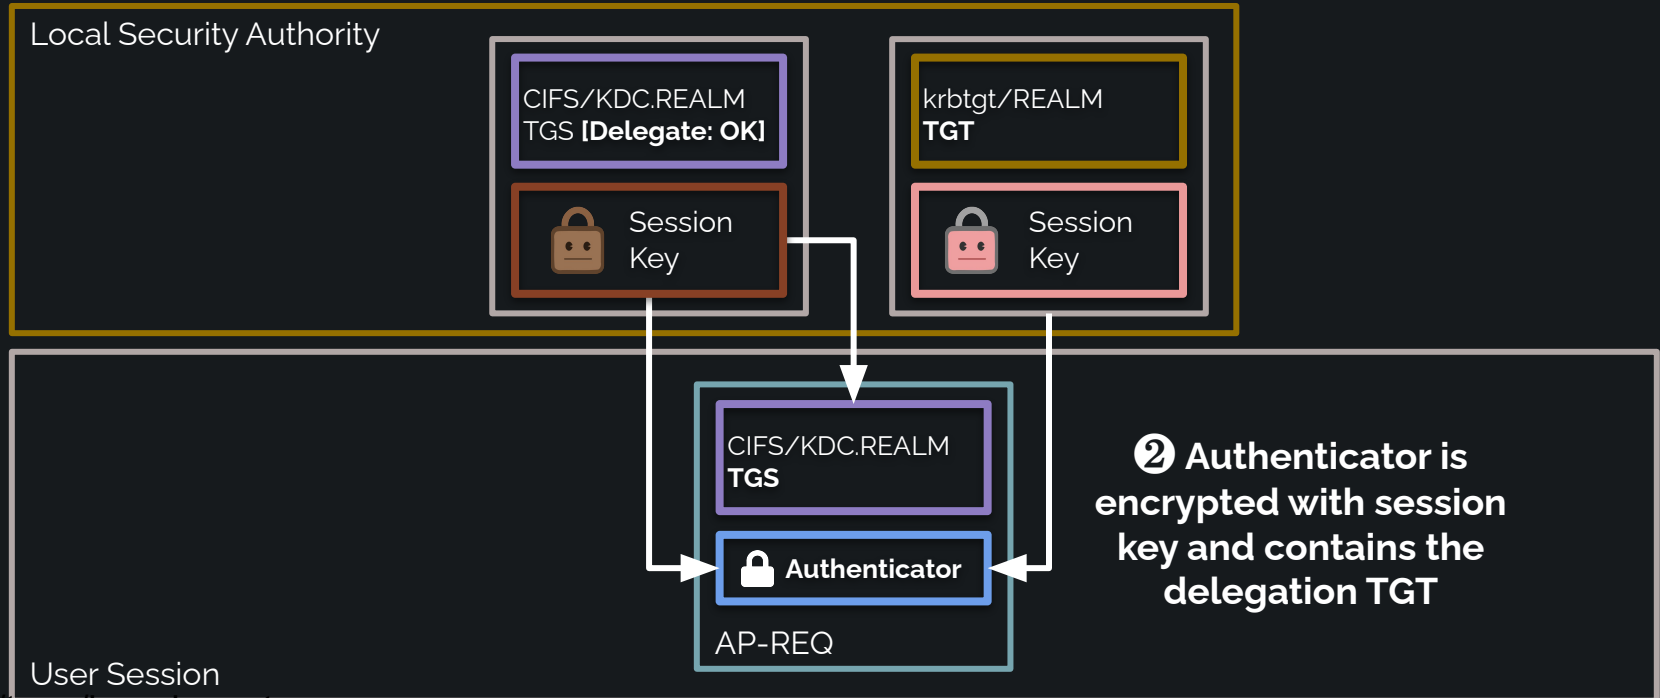 Local Security Authority
CIFS/KDC.REALM
TGS [Delegate: OK]
krbtgt/REALM
TGT
Session
Key
Session
Key
CIFS/KDC.REALM
TGS
Authenticator
AP-REQ
❷ Authenticator is
encrypted with session
key and contains the
delegation TGT
User Session